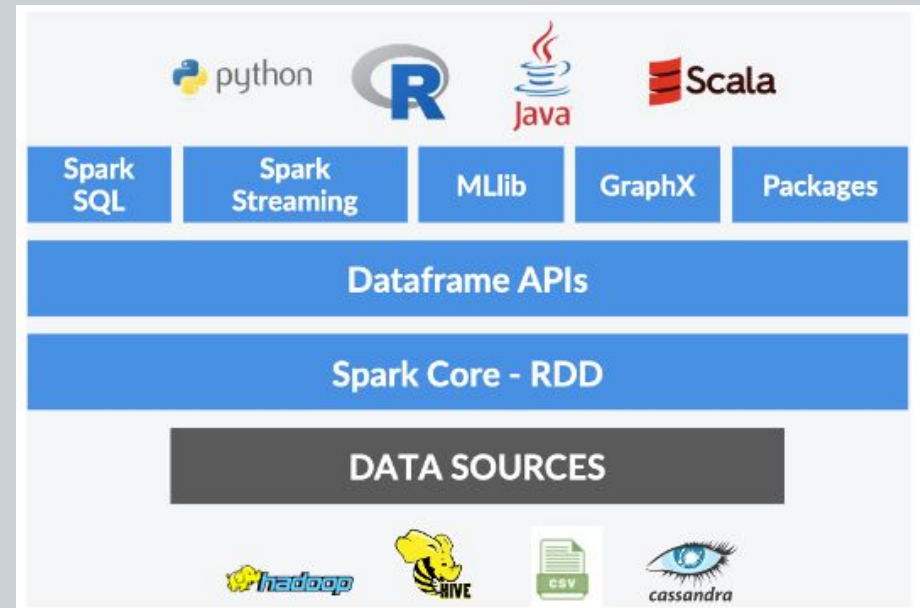 python
R
Java
Scala
Spark
SQL
Spark
Streaming
MLlib
GraphX
Packages
Dataframe APIs
Spark Core - RDD
DATA SOURCES
hadoop
HIVE
CSV
cassandra